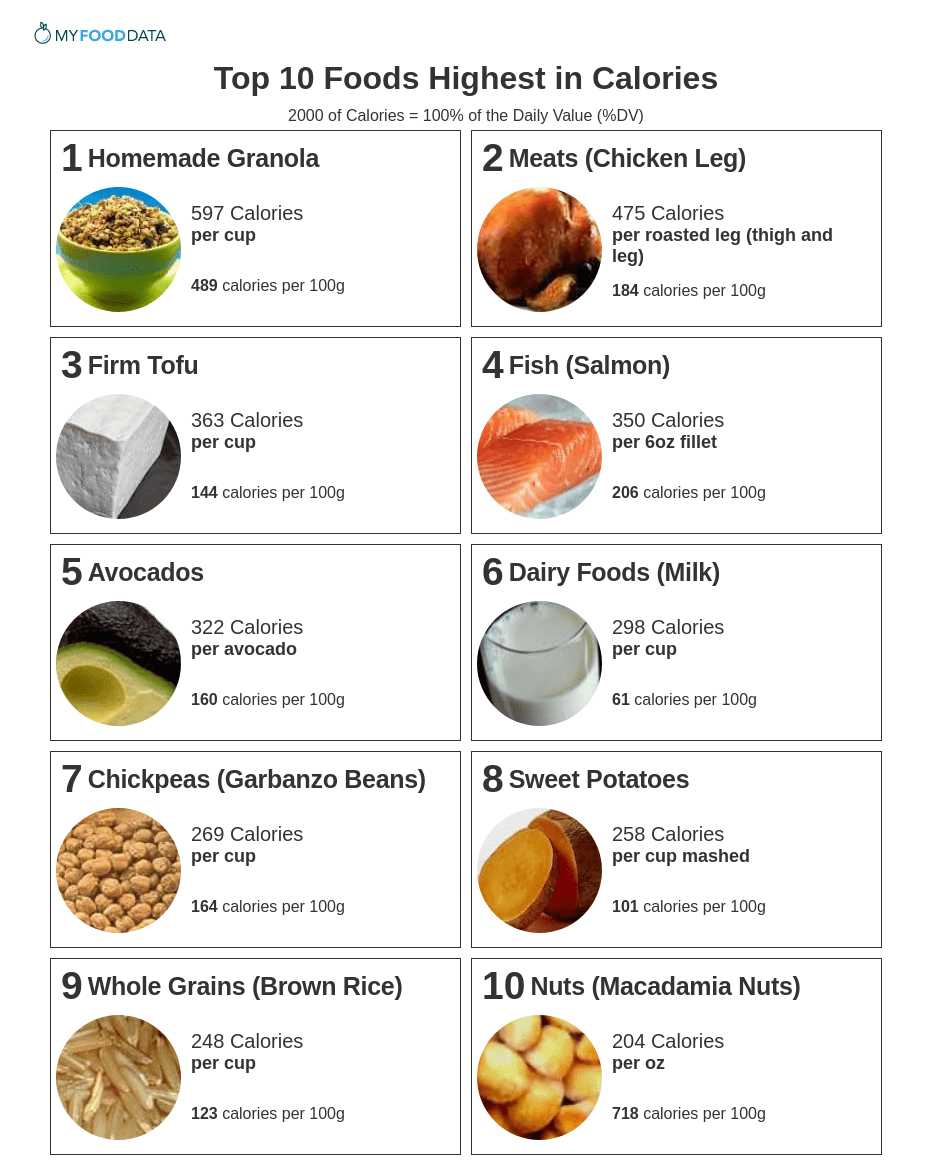 MYFOODDATA
Top 10 Foods Highest in Calories
2000 of Calories = 100% of the Daily Value (%DV)
1 Homemade Granola
597 Calories
per cup
489 calories per 100g
2 Meats (Chicken Leg)
475 Calories
per roasted leg (thigh and
leg)
184 calories per 100g
3 Firm Tofu
363 Calories
per cup
144 calories per 100g
4 Fish (Salmon)
350 Calories
per 6oz fillet
206 calories per 100g
5 Avocados
322 Calories
per avocado
160 calories per 100g
6 Dairy Foods (Milk)
298 Calories
per cup
61 calories per 100g
7 Chickpeas (Garbanzo Beans)
269 Calories
per cup
164 calories per 100g
8 Sweet Potatoes
258 Calories
per cup mashed
101 calories per 100g
9 Whole Grains (Brown Rice)
248 Calories
per cup
123 calories per 100g
10 Nuts (Macadamia Nuts)
204 Calories
per oz
718 calories per 100g